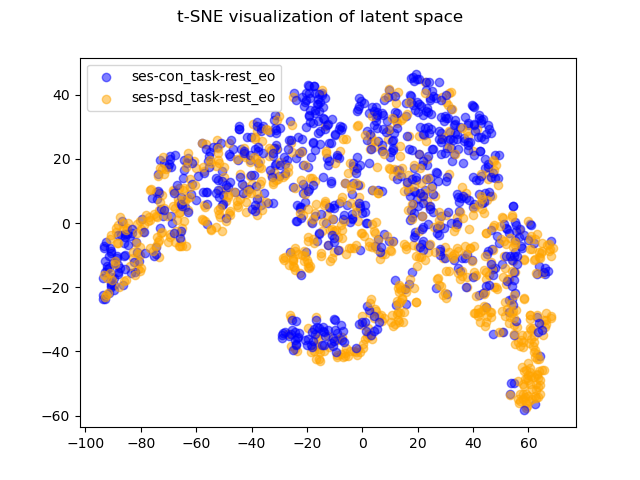 t-SNE visualization of latent space
ses-con_task-rest_eo
ses-psd_task-rest_eo
40
20
0
−20
−40
−60
−100 −80 −60 −40 −20 0 20 40 60